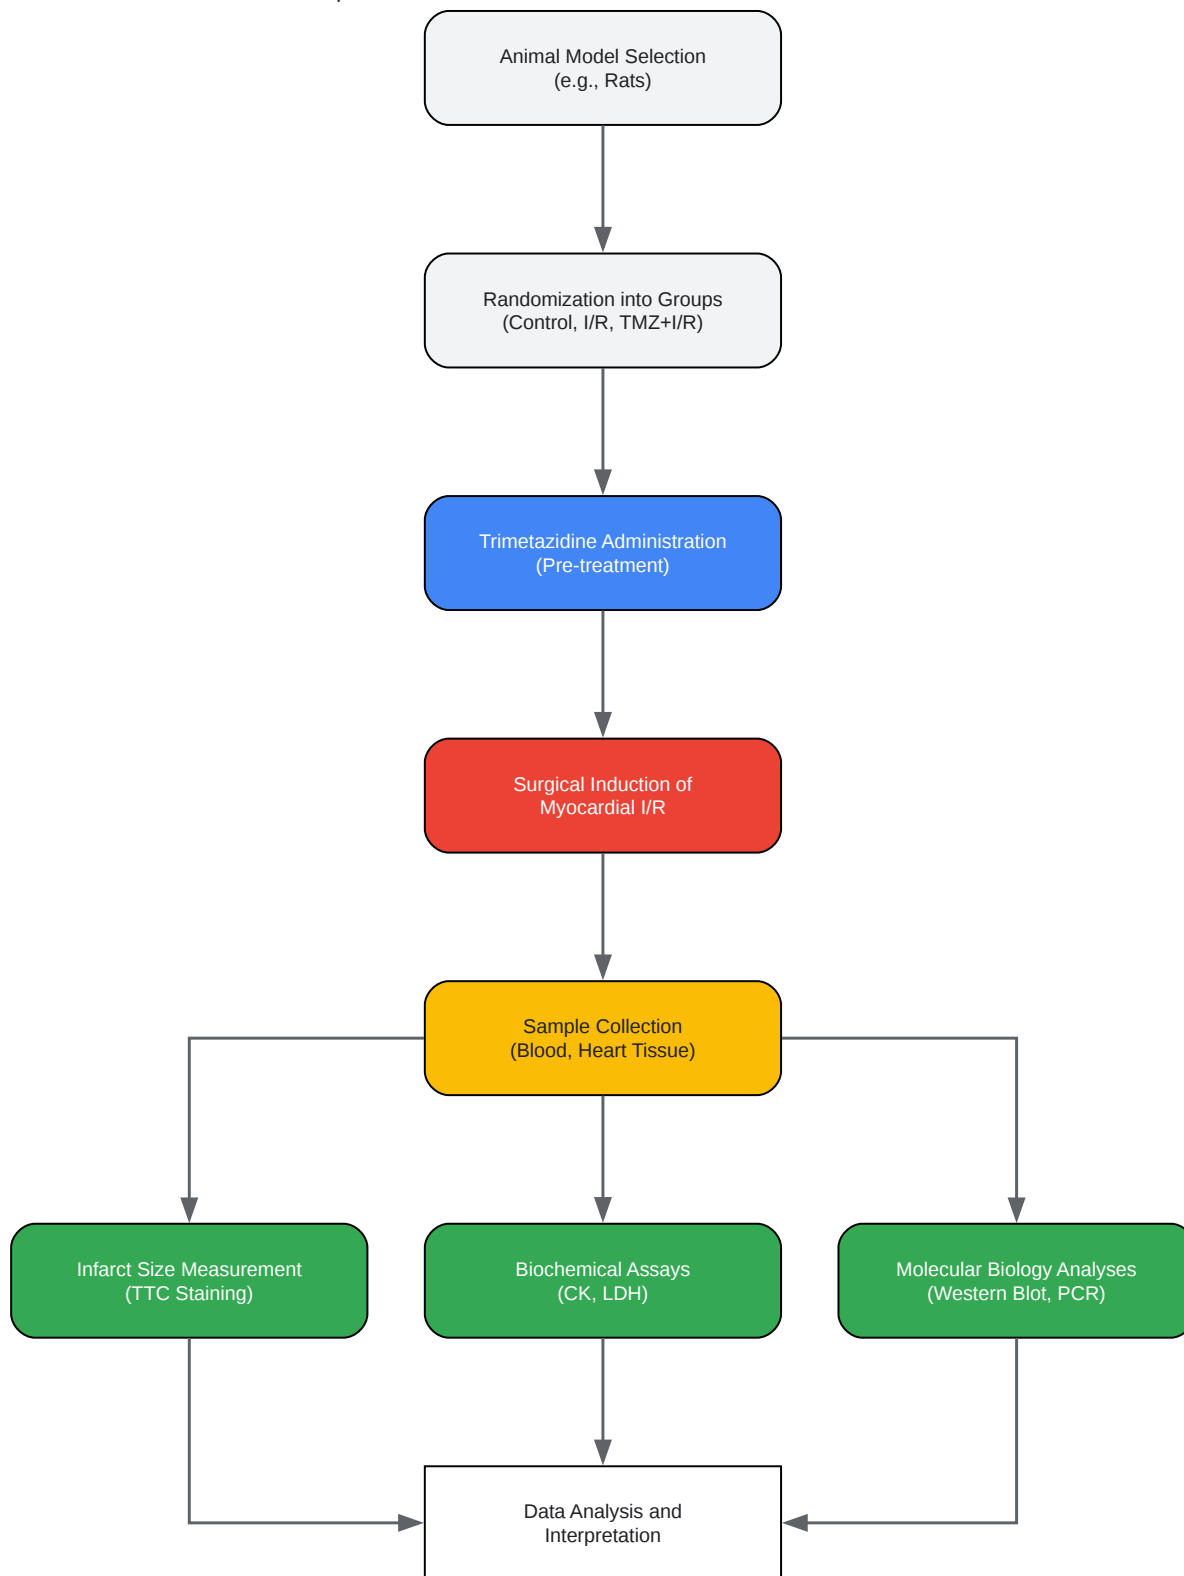 Animal Model Selection
(e.g., Rats)
Randomization into Groups
(Control, I/R, TMZ+I/R)
Trimetazidine Administration
(Pre-treatment)
Surgical Induction of
Myocardial I/R
Sample Collection
(Blood, Heart Tissue)
Infarct Size Measurement
(TTC Staining)
Biochemical Assays
(CK, LDH)
Molecular Biology Analyses
(Western Blot, PCR)
Data Analysis and
Interpretation